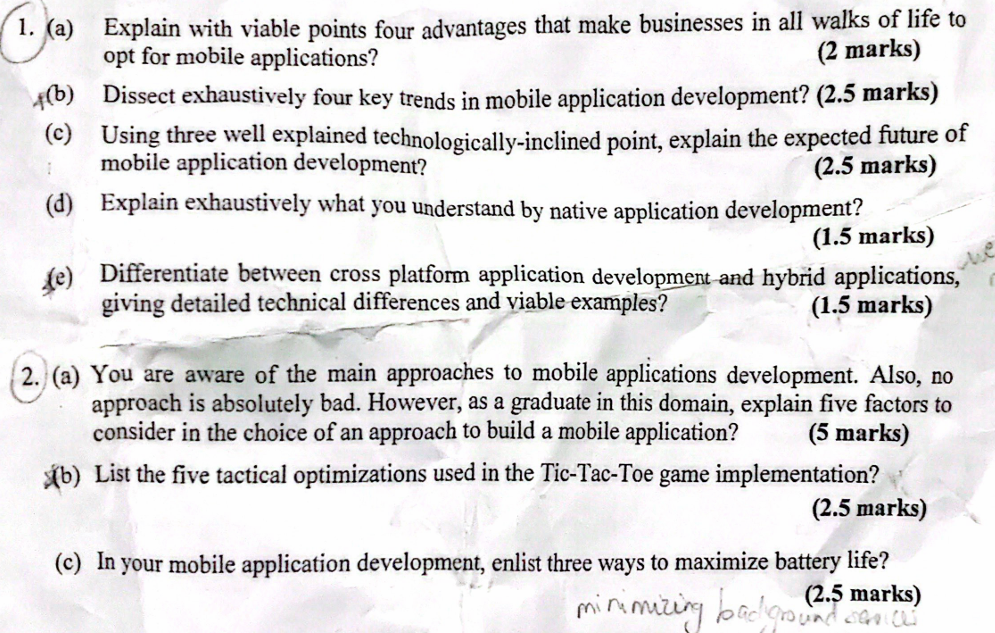 1. (a) Explain with viable points four advantages that make businesses in all walks of life to
opt for mobile applications? (2 marks)
(b) Dissect exhaustively four key trends in mobile application development? (2.5 marks)
(c) Using three well explained technologically-inclined point, explain the expected future of
mobile application development? (2.5 marks)
(d) Explain exhaustively what you understand by native application development?
(1.5 marks)
(e) Differentiate between cross platform application development and hybrid applications,
giving detailed technical differences and viable examples? (1.5 marks)
2. (a) You are aware of the main approaches to mobile applications development. Also, no
approach is absolutely bad. However, as a graduate in this domain, explain five factors to
consider in the choice of an approach to build a mobile application? (5 marks)
(b) List the five tactical optimizations used in the Tic-Tac-Toe game implementation?
(2.5 marks)
(c) In your mobile application development, enlist three ways to maximize battery life?
(2.5 marks)
minimizing background services